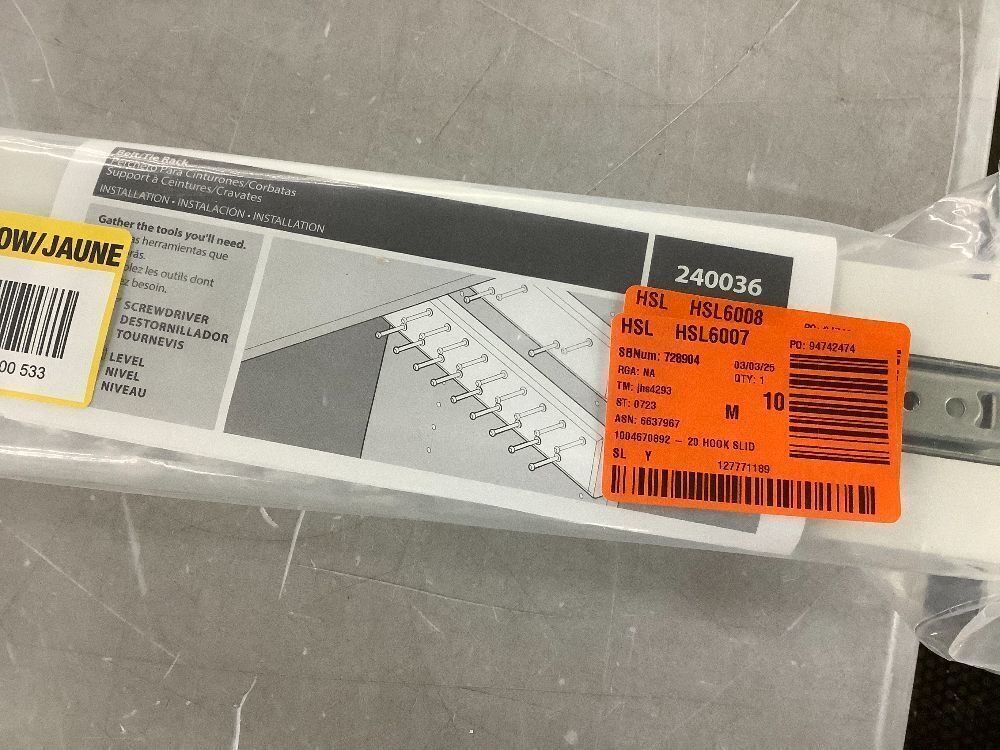 Belt/Tie Rack
Perchero Para Cinturones/Corbatas
Support à Ceintures/Cravates
INSTALLATION • INSTALACIÓN • INSTALLATION
OW/JAUNE
00 533
Gather the tools you'll need.
as herramientas que
rás.
blez les outils dont
z besoin.
SCREWDRIVER
DESTORNILLADOR
TOURNEVIS
LEVEL
NIVEL
NIVEAU
240036
HSL HSL6008
HSL HSL6007
PO: 94742474
SBNum: 728904
03/03/25
RGA: NA
QTY: 1
TM: jhs4293
ST: 0723
M 10
ASN: 6637967
1004670892 – 20 HOOK SLID
SL Y
127771189